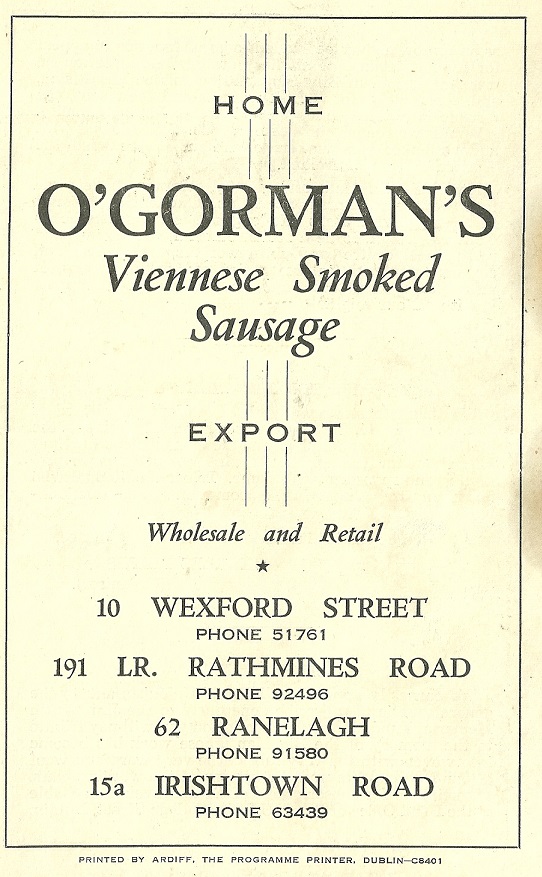 HOME
O'GORMAN'S
Viennese Smoked
Sausage
EXPORT
Wholesale and Retail
10 WEXFORD STREET
PHONE 51761
191 LR. RATHMINES ROAD
PHONE 92496
62 RANELAGH
PHONE 91580
15a IRISHTOWN ROAD
PHONE 63439
PRINTED BY ARDIFF, THE PROGRAMME PRINTER, DUBLIN—C8401